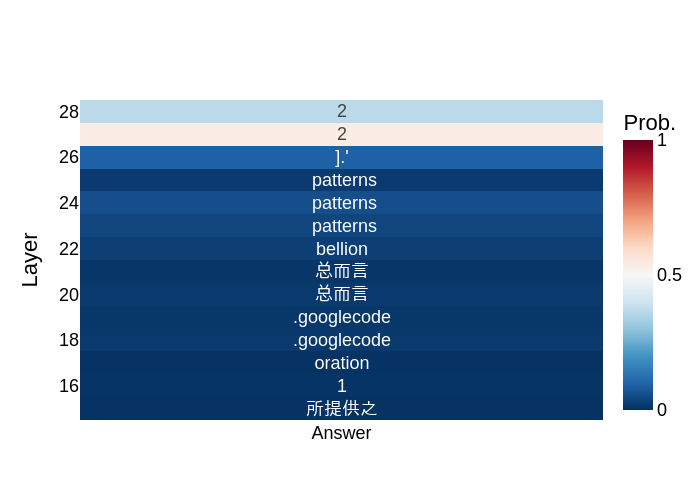 Prob.
28 2 1
2
26 ].'
patterns
24 patterns
patterns
22 bellion
Layer 总而言 0.5
20 总而言
.googlecode
18 .googlecode
oration
16 1
所提供之 0
Answer